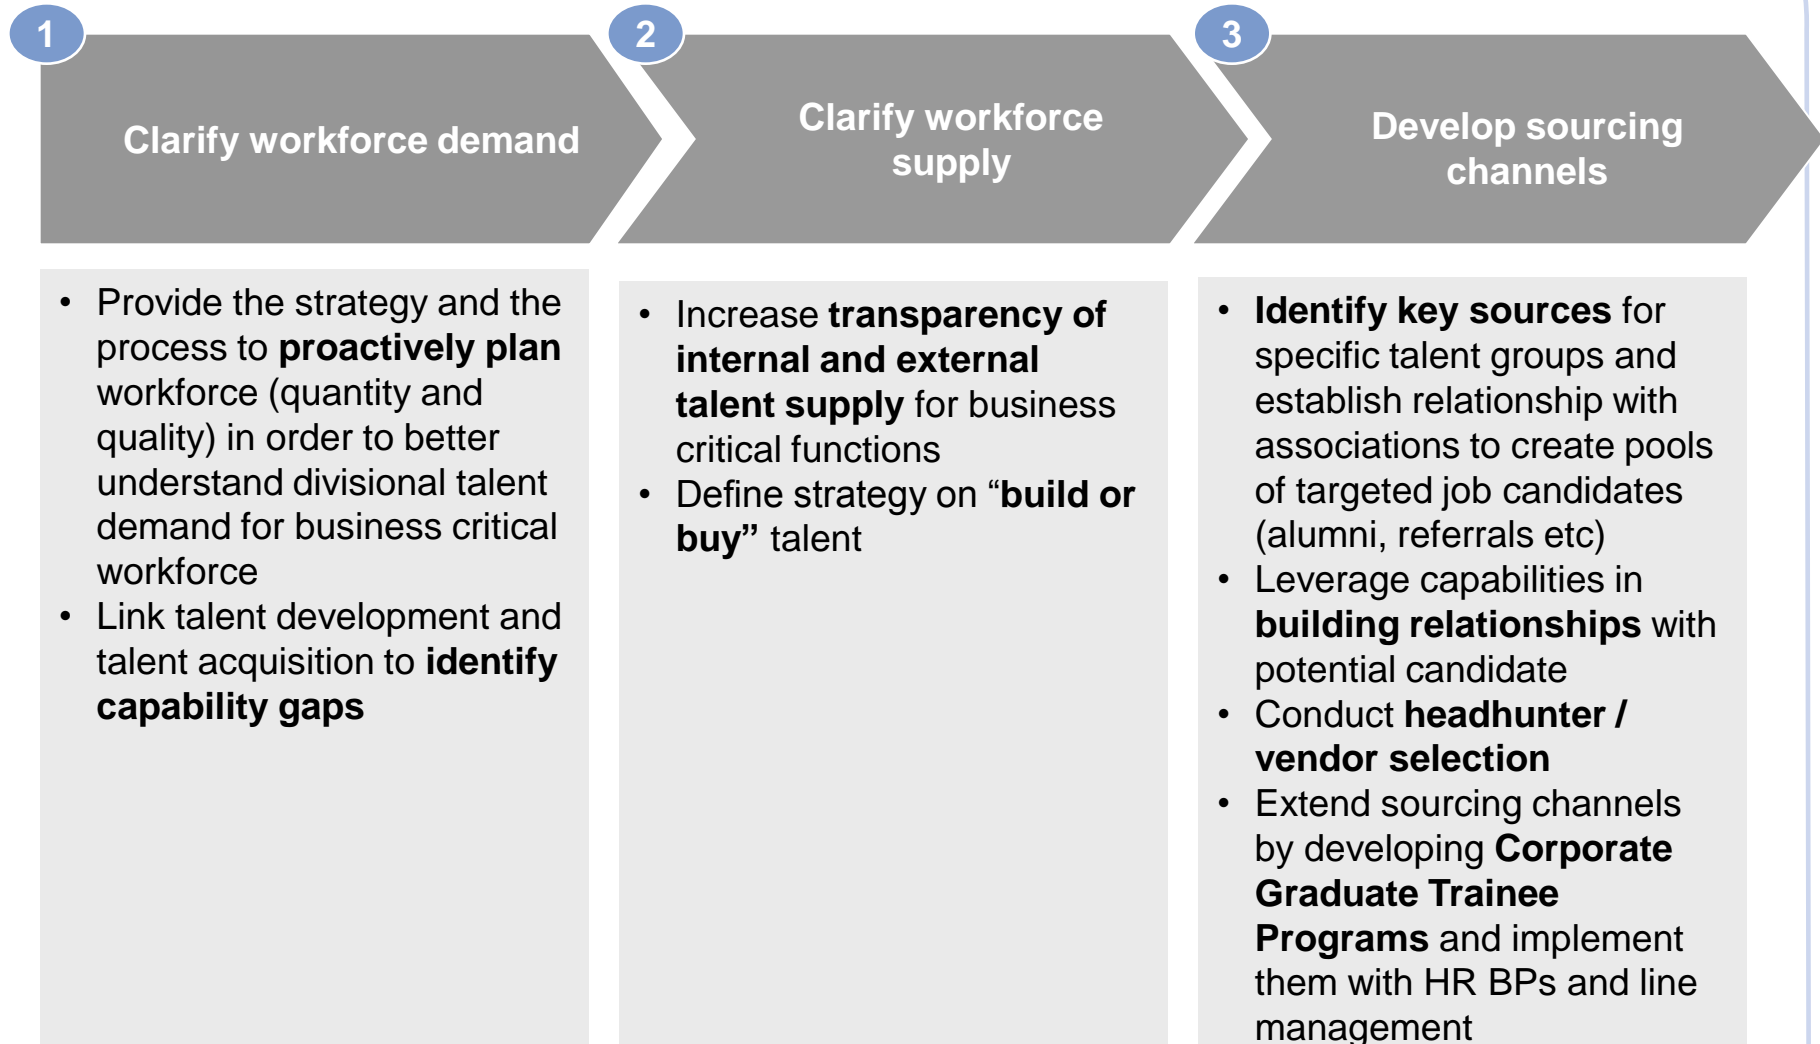 1
Clarify workforce demand
• Provide the strategy and the
process to proactively plan
workforce (quantity and
quality) in order to better
understand divisional talent
demand for business critical
workforce
• Link talent development and
talent acquisition to identify
capability gaps
2
Clarify workforce
supply
• Increase transparency of
internal and external
talent supply for business
critical functions
• Define strategy on “build or
buy” talent
3
Develop sourcing
channels
• Identify key sources for
specific talent groups and
establish relationship with
associations to create pools
of targeted job candidates
(alumni, referrals etc)
• Leverage capabilities in
building relationships with
potential candidate
• Conduct headhunter /
vendor selection
• Extend sourcing channels
by developing Corporate
Graduate Trainee
Programs and implement
them with HR BPs and line
management